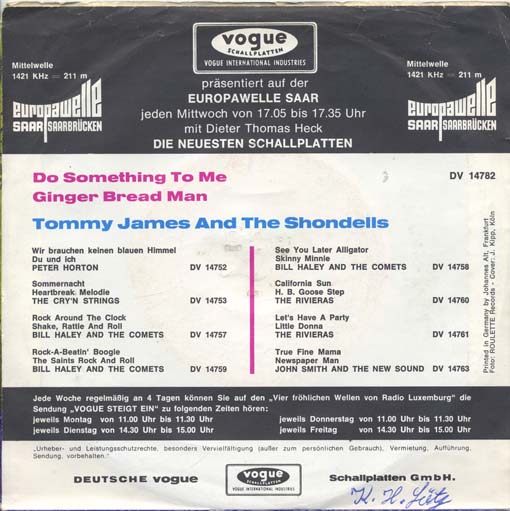 vogue
SCHALLPLATTEN
VOGUE INTERNATIONAL INDUSTRIES
Mittelwelle
1421 KHz = 211 m
europawelle
SAAR SAARBRÜCKEN
präsentiert auf der
EUROPAWELLE SAAR
jeden Mittwoch von 17.05 bis 17.35 Uhr
mit Dieter Thomas Heck
DIE NEUESTEN SCHALLPLATTEN
Mittelwelle
1421 KHz = 211 m
europawelle
SAAR SAARBRÜCKEN
Do Something To Me
Ginger Bread Man
DV 14782
Tommy James And The Shondells
Wir brauchen keinen blauen Himmel
Du und ich
PETER HORTON DV 14752
Sommernacht
Heartbreak Melodie
THE CRY'N STRINGS DV 14753
Rock Around The Clock
Shake, Rattle And Roll
BILL HALEY AND THE COMETS DV 14757
Rock-A-Beatin' Boogie
The Saints Rock And Roll
BILL HALEY AND THE COMETS DV 14759
See You Later Alligator
Skinny Minnie
BILL HALEY AND THE COMETS DV 14758
California Sun
H. B. Goose Step
THE RIVIERAS DV 14760
Let's Have A Party
Little Donna
THE RIVIERAS DV 14761
True Fine Mama
Newspaper Man
JOHN SMITH AND THE NEW SOUND DV 14763
Printed in Germany by Johannes Alt, Frankfurt
Foto: ROULETTE Records - Cover: J. Kipp, Köln
Jede Woche regelmäßig an 4 Tagen können Sie auf den „Vier fröhlichen Wellen von Radio Luxemburg” die
Sendung „VOGUE STEIGT EIN” zu folgenden Zeiten hören:
jeweils Montag von 11.00 Uhr bis 11.30 Uhr jeweils Donnerstag von 11.00 Uhr bis 11.30 Uhr
jeweils Dienstag von 14.30 Uhr bis 15.00 Uhr jeweils Freitag von 14.30 Uhr bis 15.00 Uhr
„Urheber- und Leistungsschutzrechte, besonders Vervielfältigung (außer zum persönlichen Gebrauch), Vermietung, Aufführung,
Sendung, vorbehalten.”
DEUTSCHE vogue
vogue
SCHALLPLATTEN
VOGUE INTERNATIONAL INDUSTRIES
Schallplatten GmbH.
K. H.